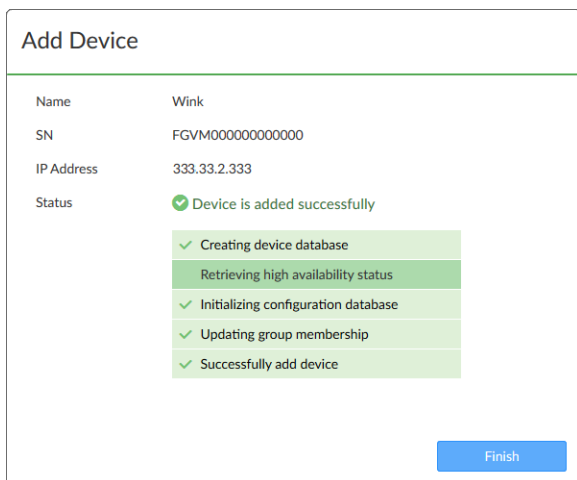 Add Device
Name Wink
SN FGVM000000000000
IP Address 333.33.2.333
Status Device is added successfully
Creating device database
Retrieving high availability status
Initializing configuration database
Updating group membership
Successfully add device
Finish